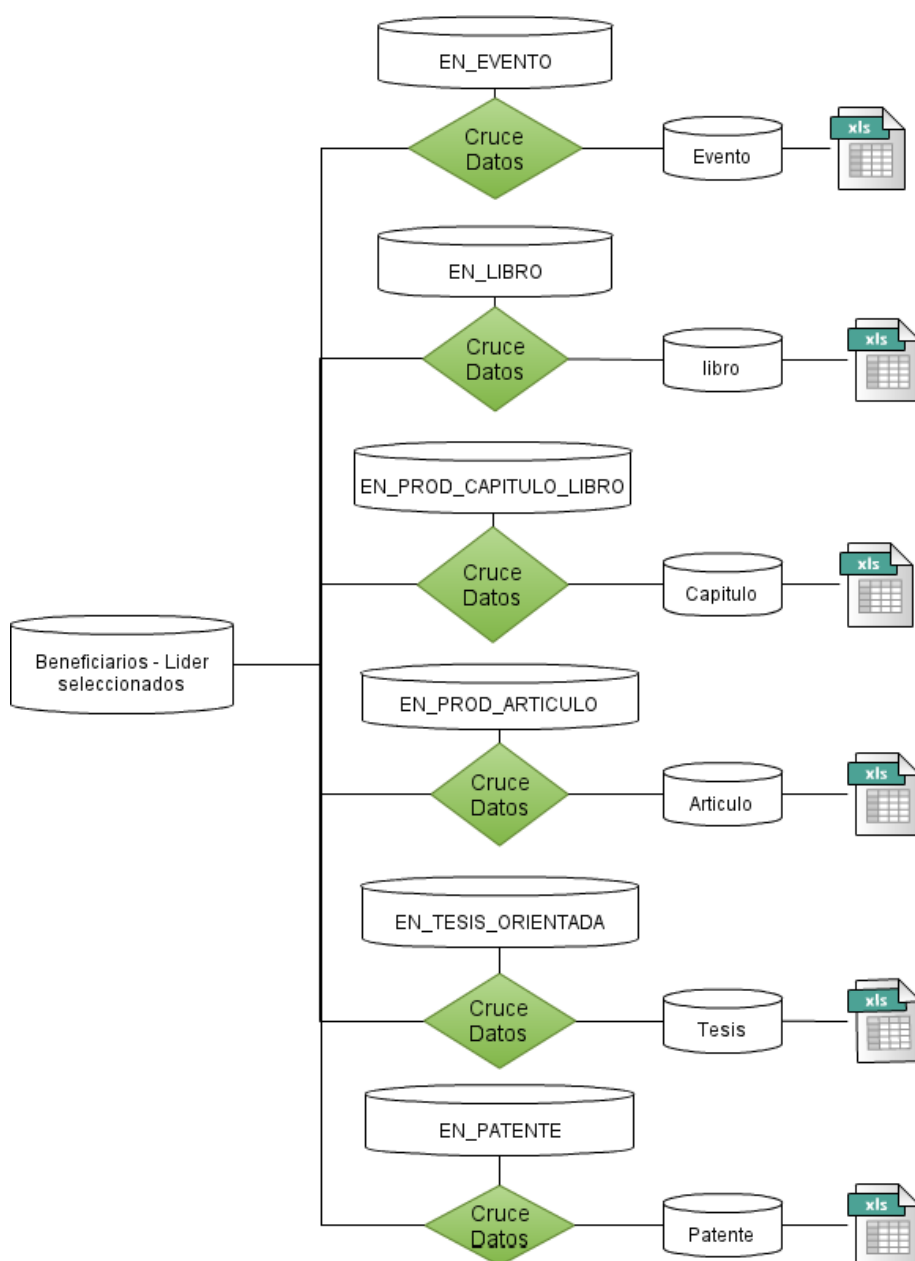 EN_EVENTO
Cruce
Datos
Evento
xls
EN_LIBRO
Cruce
Datos
libro
xls
EN_PROD_CAPITULO_LIBRO
Cruce
Datos
Capitulo
xls
Beneficiarios - Lider
seleccionados
EN_PROD_ARTICULO
Cruce
Datos
Articulo
xls
EN_TESIS_ORIENTADA
Cruce
Datos
Tesis
xls
EN_PATENTE
Cruce
Datos
Patente
xls